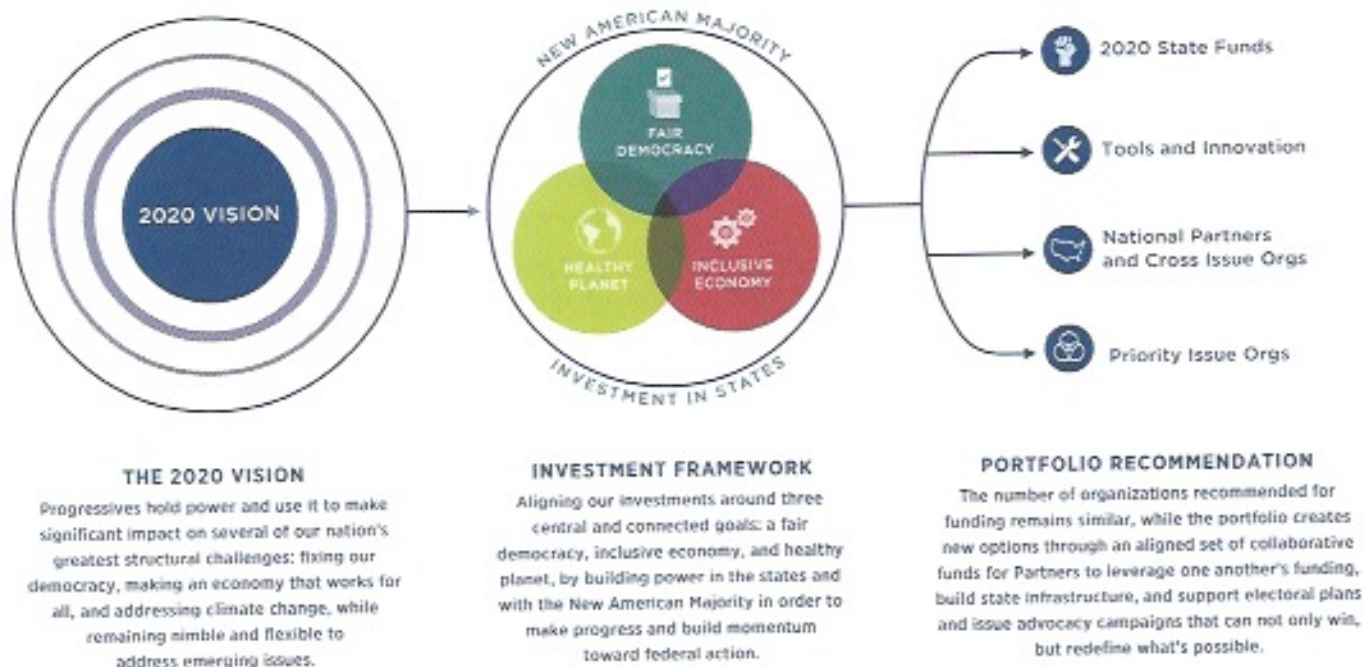 2020 VISION
NEW AMERICAN MAJORITY
FAIR
DEMOCRACY
HEALTHY
PLANET
INCLUSIVE
ECONOMY
INVESTMENT IN STATES
2020 State Funds
Tools and Innovation
National Partners
and Cross Issue Orgs
Priority Issue Orgs
THE 2020 VISION
Progressives hold power and use it to make
significant impact on several of our nation's
greatest structural challenges: fixing our
democracy, making an economy that works for
all, and addressing climate change, while
remaining nimble and flexible to
address emerging issues.
INVESTMENT FRAMEWORK
Aligning our investments around three
central and connected goals: a fair
democracy, inclusive economy, and healthy
planet, by building power in the states and
with the New American Majority in order to
make progress and build momentum
toward federal action.
PORTFOLIO RECOMMENDATION
The number of organizations recommended for
funding remains similar, while the portfolio creates
new options through an aligned set of collaborative
funds for Partners to leverage one another's funding,
build state infrastructure, and support electoral plans
and issue advocacy campaigns that can not only win,
but redefine what's possible.